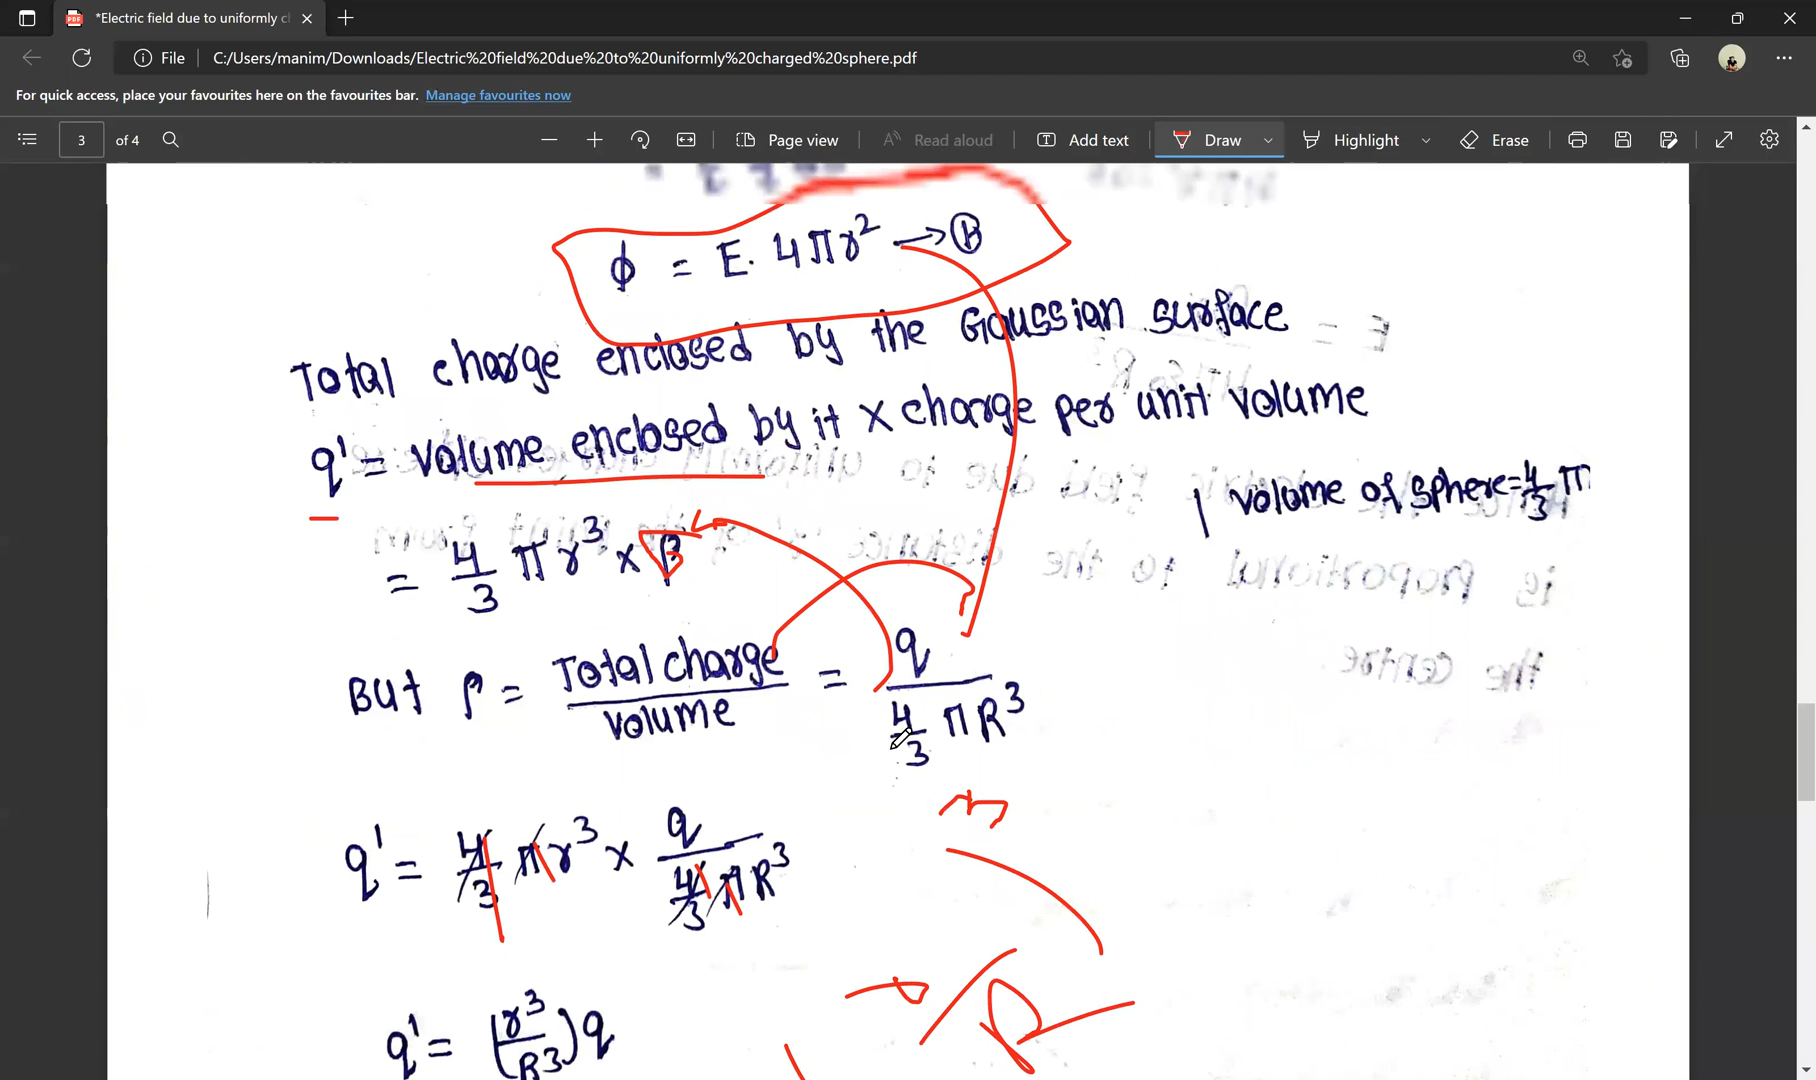 *Electric field due to uniformly cl
File C:/Users/manim/Downloads/Electric%20field%20due%20to%20uniformly%20charged%20sphere.pdf
For quick access, place your favourites here on the favourites bar. Manage favourites now
3 of 4 Page view Read aloud Add text Draw Highlight Erase
ϕ = E. 4πr² → Ⓑ
Total charge enclosed by the Gaussian surface
q' = volume enclosed by it × charge per unit volume
| volume of sphere = 4/3 π
= 4/3 πr³ × ρ
But ρ = Total charge / volume = q / (4/3 πR³)
q' = 4/3 πr³ × q / (4/3 πR³)
q' = (r³/R³)q